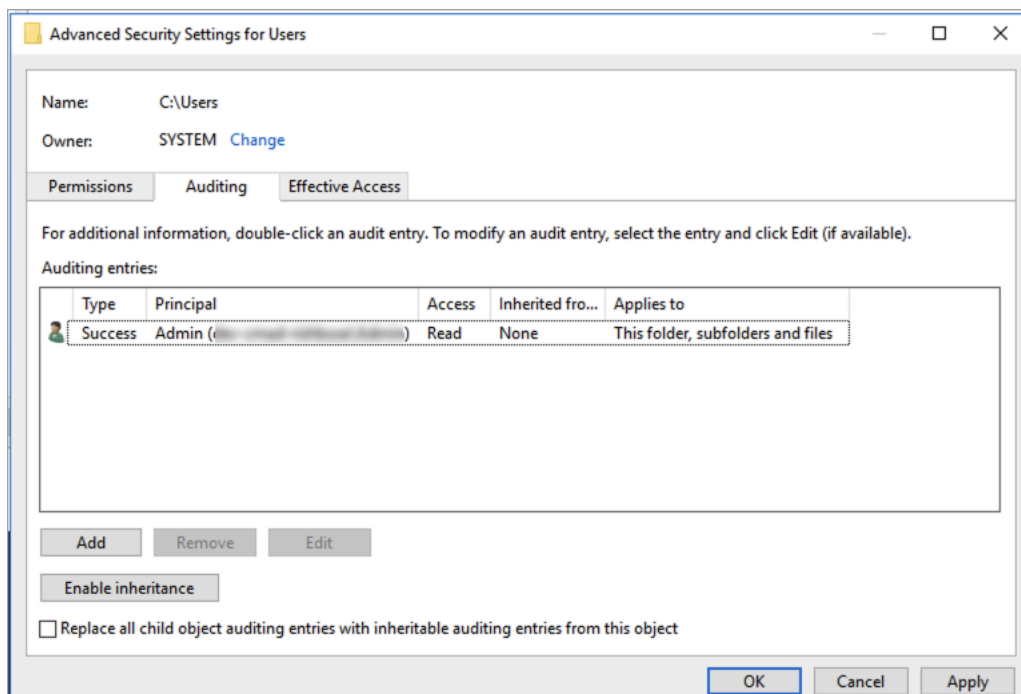 Advanced Security Settings for Users
Name: C:\Users
Owner: SYSTEM Change
Permissions Auditing Effective Access
For additional information, double-click an audit entry. To modify an audit entry, select the entry and click Edit (if available).
Auditing entries:
Type Principal Access Inherited fro... Applies to
Success Admin ( ) Read None This folder, subfolders and files
Add Remove Edit
Enable inheritance
Replace all child object auditing entries with inheritable auditing entries from this object
OK Cancel Apply